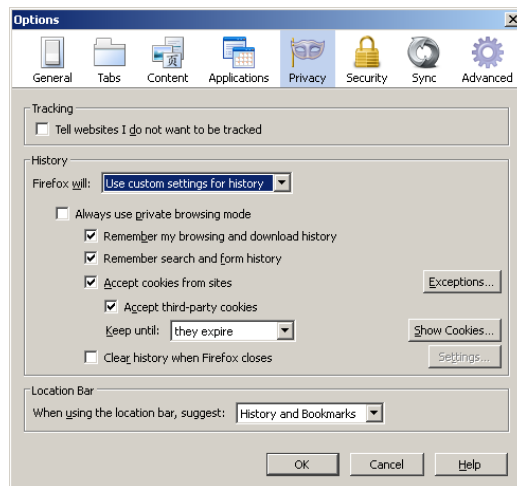 Options
General Tabs Content Applications Privacy Security Sync Advanced
Tracking
Tell websites I do not want to be tracked
History
Firefox will: Use custom settings for history
Always use private browsing mode
Remember my browsing and download history
Remember search and form history
Accept cookies from sites Exceptions...
Accept third-party cookies
Keep until: they expire Show Cookies...
Clear history when Firefox closes Settings...
Location Bar
When using the location bar, suggest: History and Bookmarks
OK Cancel Help